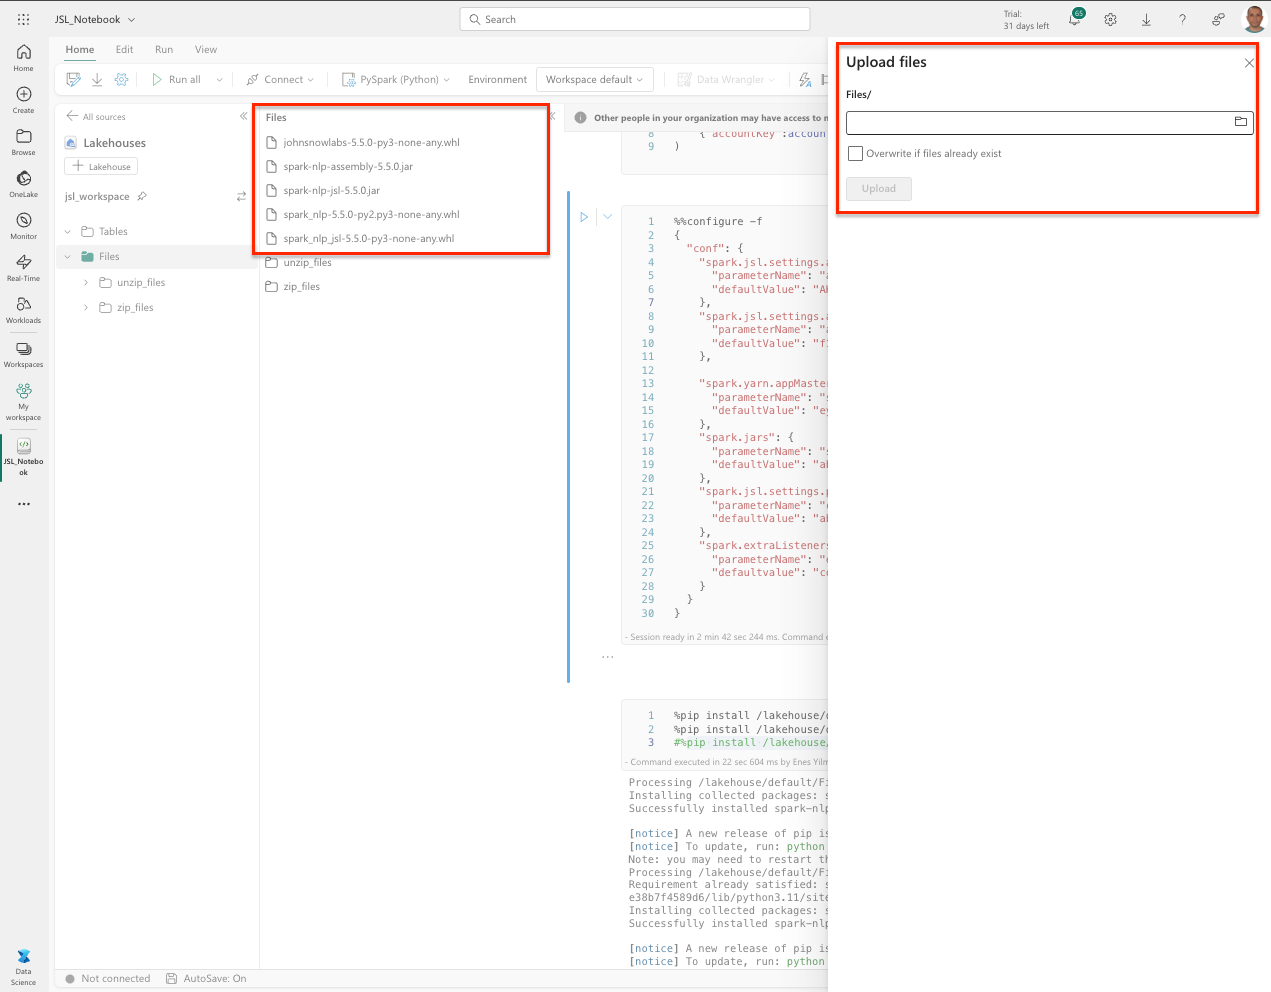 JSL_Notebook
Search
Trial:
31 days left
65
Home
Edit
Run
View
Run all
Connect
PySpark (Python)
Environment
Workspace default
Data Wrangler
Home
Create
Browse
OneLake
Monitor
Real-Time
Workloads
Workspaces
My
workspace
JSL_Notebo
ok
Data
Science
All sources
Lakehouses
Lakehouse
jsl_workspace
Tables
Files
unzip_files
zip_files
Files
johnsnowlabs-5.5.0-py3-none-any.whl
spark-nlp-assembly-5.5.0.jar
spark-nlp-jsl-5.5.0.jar
spark_nlp-5.5.0-py2.py3-none-any.whl
spark_nlp_jsl-5.5.0-py3-none-any.whl
unzip_files
zip_files
Other people in your organization may have access to
8 {"accountKey":accoun
9 )
1 %%configure -f
2 {
3 "conf": {
4 "spark.jsl.settings.a
5 "parameterName": "a
6 "defaultValue": "A
7 },
8 "spark.jsl.settings.a
9 "parameterName": "a
10 "defaultValue": "f
11 },
12
13 "spark.yarn.appMaster
14 "parameterName": "s
15 "defaultValue": "ey
16 },
17 "spark.jars": {
18 "parameterName": "s
19 "defaultValue": "ab
20 },
21 "spark.jsl.settings.p
22 "parameterName": "
23 "defaultValue": "ab
24 },
25 "spark.extraListeners
26 "parameterName": "
27 "defaultvalue": "co
28 }
29 }
30 }
- Session ready in 2 min 42 sec 244 ms. Command e
1 %pip install /lakehouse/d
2 %pip install /lakehouse/d
3 #%pip install /lakehouse/
- Command executed in 22 sec 604 ms by Enes Yilm
Processing /lakehouse/default/Fi
Installing collected packages: s
Successfully installed spark-nlp
[notice] A new release of pip is
[notice] To update, run: python
Note: you may need to restart th
Processing /lakehouse/default/Fi
Requirement already satisfied: s
e38b7f4589d6/lib/python3.11/site
Installing collected packages: s
Successfully installed spark-nlp
[notice] A new release of pip is
[notice] To update, run: python
Not connected
AutoSave: On
Upload files
Files/
Overwrite if files already exist
Upload